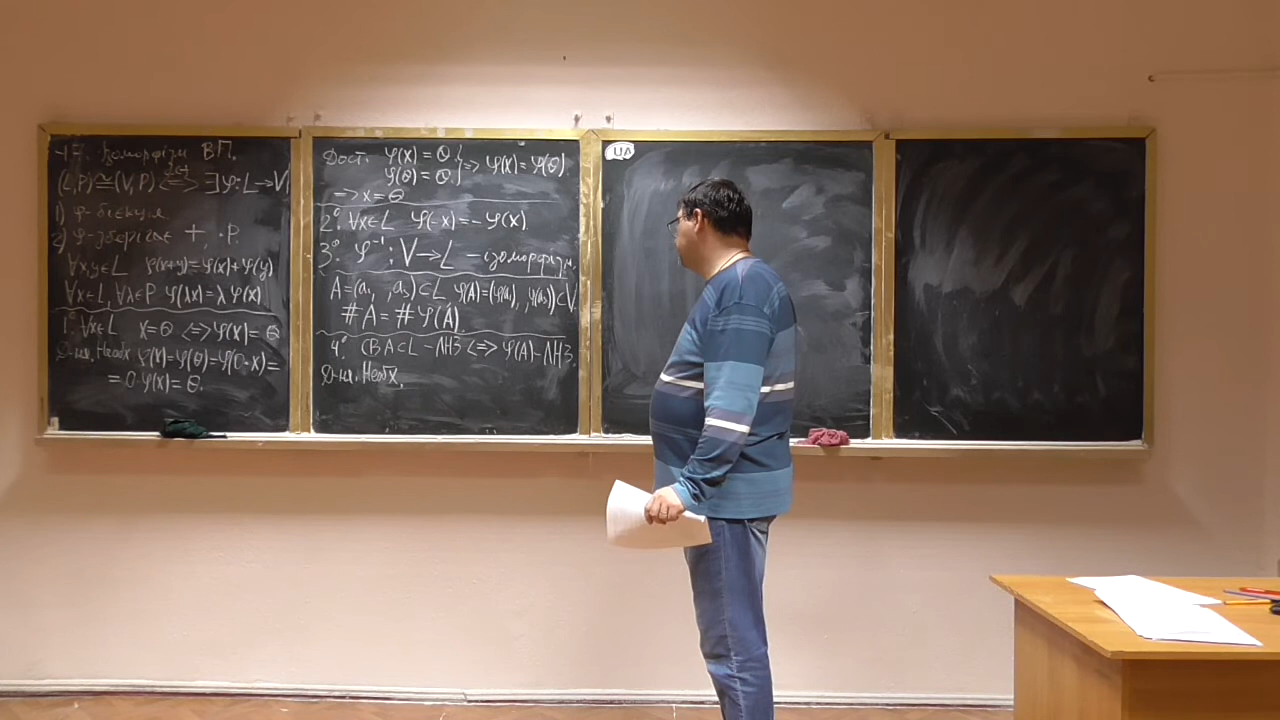 17. Ізоморфізм ВП.
(L,P) ≅ (V,P) ⟺ ∃ φ: L → V
1) φ - бієкція
2) φ - зберігає +, ·P.
∀x,y∈L φ(x+y) = φ(x)+φ(y)
∀x∈L, ∀λ∈P φ(λx) = λ φ(x)
1°. ∀x∈L x = Θ ⟺ φ(x) = Θ
Д-ня. Необх. φ(x) = φ(Θ) = φ(0·x) =
= 0·φ(x) = Θ.
Дост. φ(x) = Θ
φ(Θ) = Θ } ⟹ φ(x) = φ(Θ)
⟹ x = Θ
2°. ∀x∈L φ(-x) = -φ(x).
3°. φ⁻¹: V → L - ізоморфізм.
A = (a₁, , aₛ) ⊂ L φ(A) = (φ(a₁), , φ(aₛ)) ⊂ V
#A = #φ(A).
4°. СВ A⊂L - ЛНЗ ⟺ φ(A) - ЛНЗ.
Д-ня. Необх.
UA